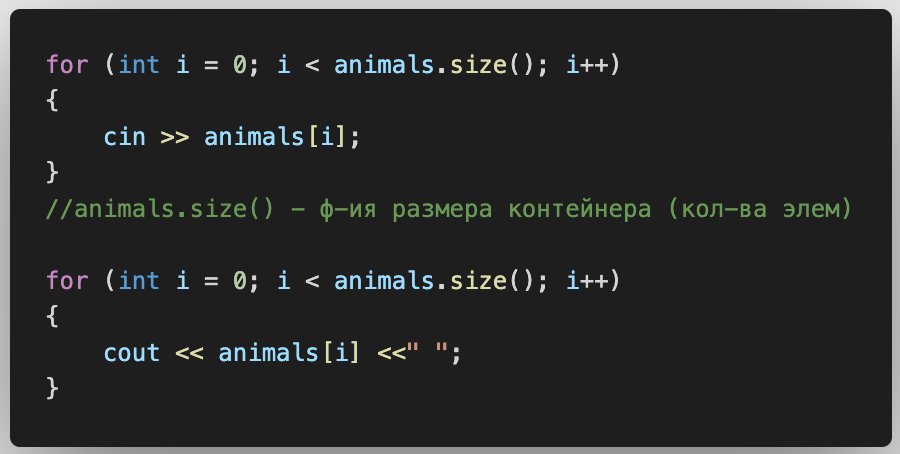 for (int i = 0; i < animals.size(); i++)
{
    cin >> animals[i];
}
//animals.size() - ф-ия размера контейнера (кол-ва элем)

for (int i = 0; i < animals.size(); i++)
{
    cout << animals[i] <<" ";
}